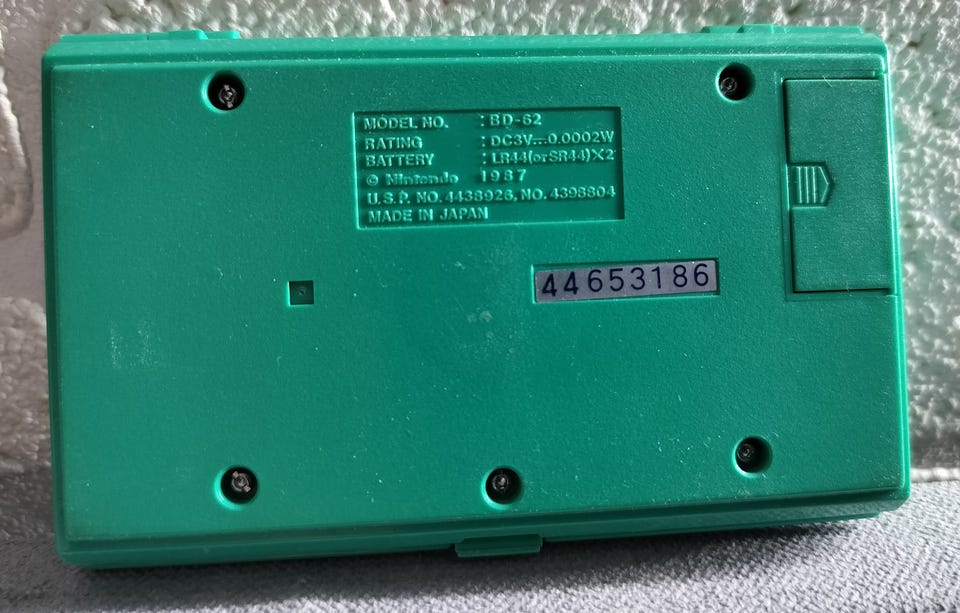 MODEL NO. : BD-62
RATING : DC3V⎓0.0002W
BATTERY : LR44(orSR44)X2
© Nintendo 1987
U.S.P. NO. 4438926, NO. 4398804
MADE IN JAPAN
44653186